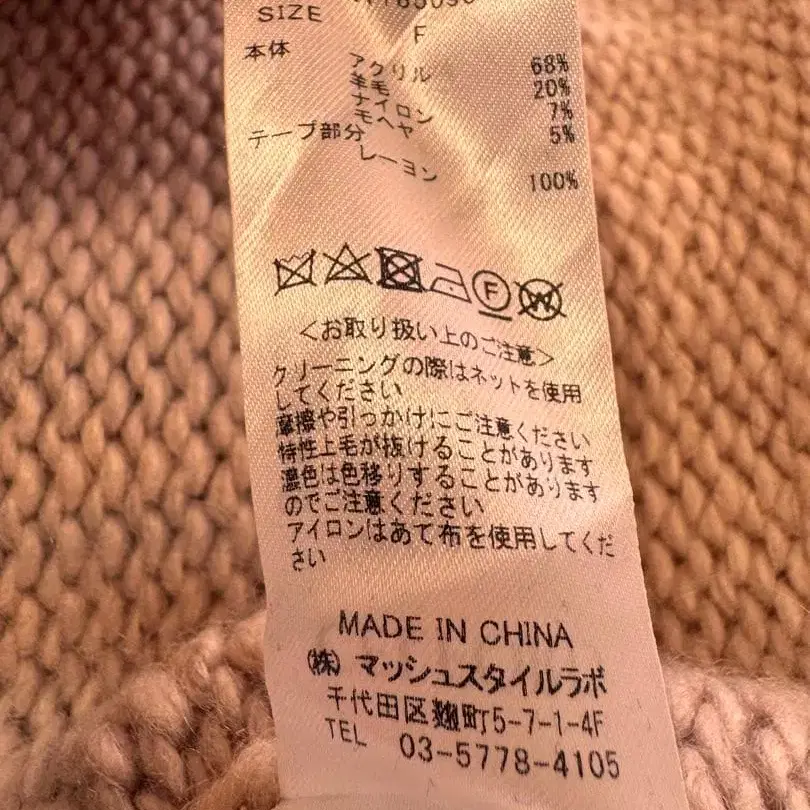 SIZE F
本体
アクリル 68%
羊毛 20%
ナイロン 7%
モヘヤ 5%
テープ部分
レーヨン 100%
F W
<お取り扱い上のご注意>
クリーニングの際はネットを使用
してください
摩擦や引っかけにご注意ください
特性上毛が抜けることがあります
濃色は色移りすることがあります
のでご注意ください
アイロンはあて布を使用してくだ
さい
MADE IN CHINA
(株) マッシュスタイルラボ
千代田区麹町5-7-1-4F
TEL 03-5778-4105